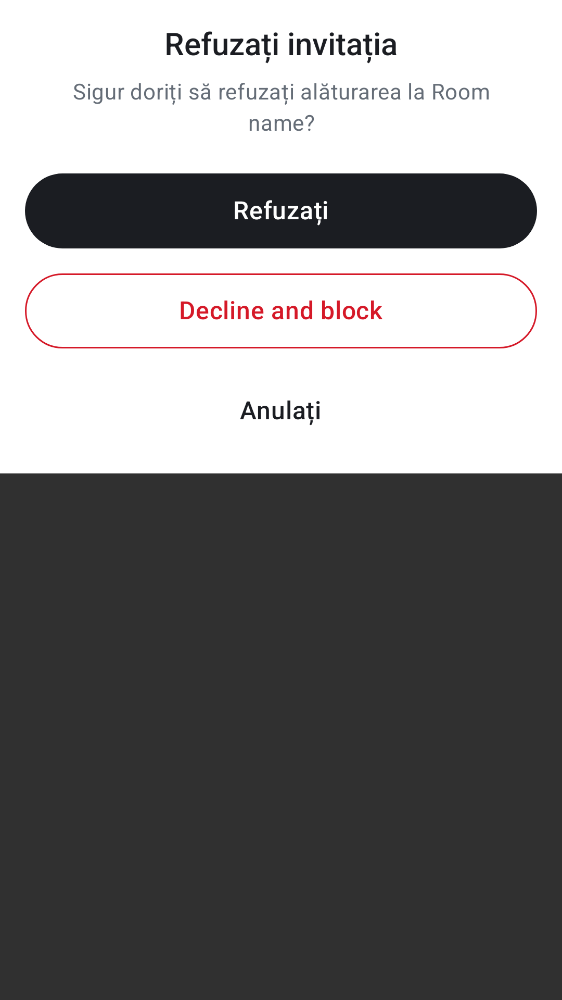 Refuzați invitația
Sigur doriți să refuzați alăturarea la Room
name?
Refuzați
Decline and block
Anulați